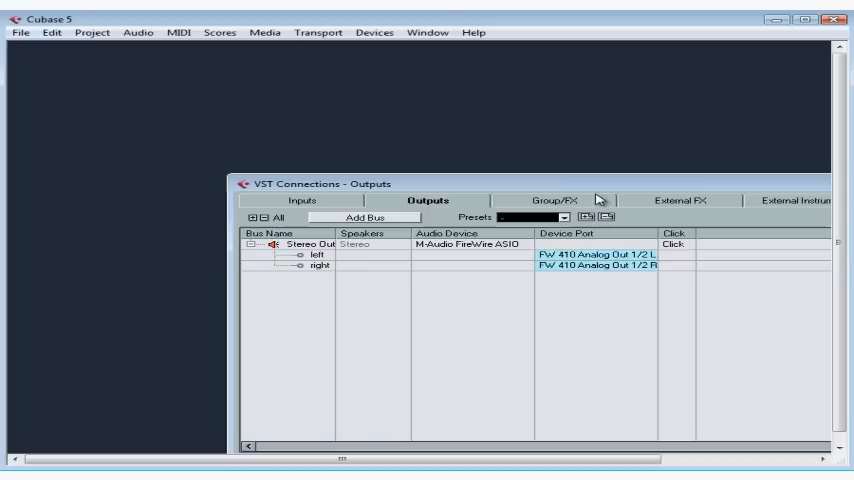 Cubase 5
File Edit Project Audio MIDI Scores Media Transport Devices Window Help
VST Connections - Outputs
Inputs Outputs Group/FX External FX External Instrum
All Add Bus Presets -
Bus Name Speakers Audio Device Device Port Click
Stereo Out Stereo M-Audio FireWire ASIO Click
left FW 410 Analog Out 1/2 L
right FW 410 Analog Out 1/2 R